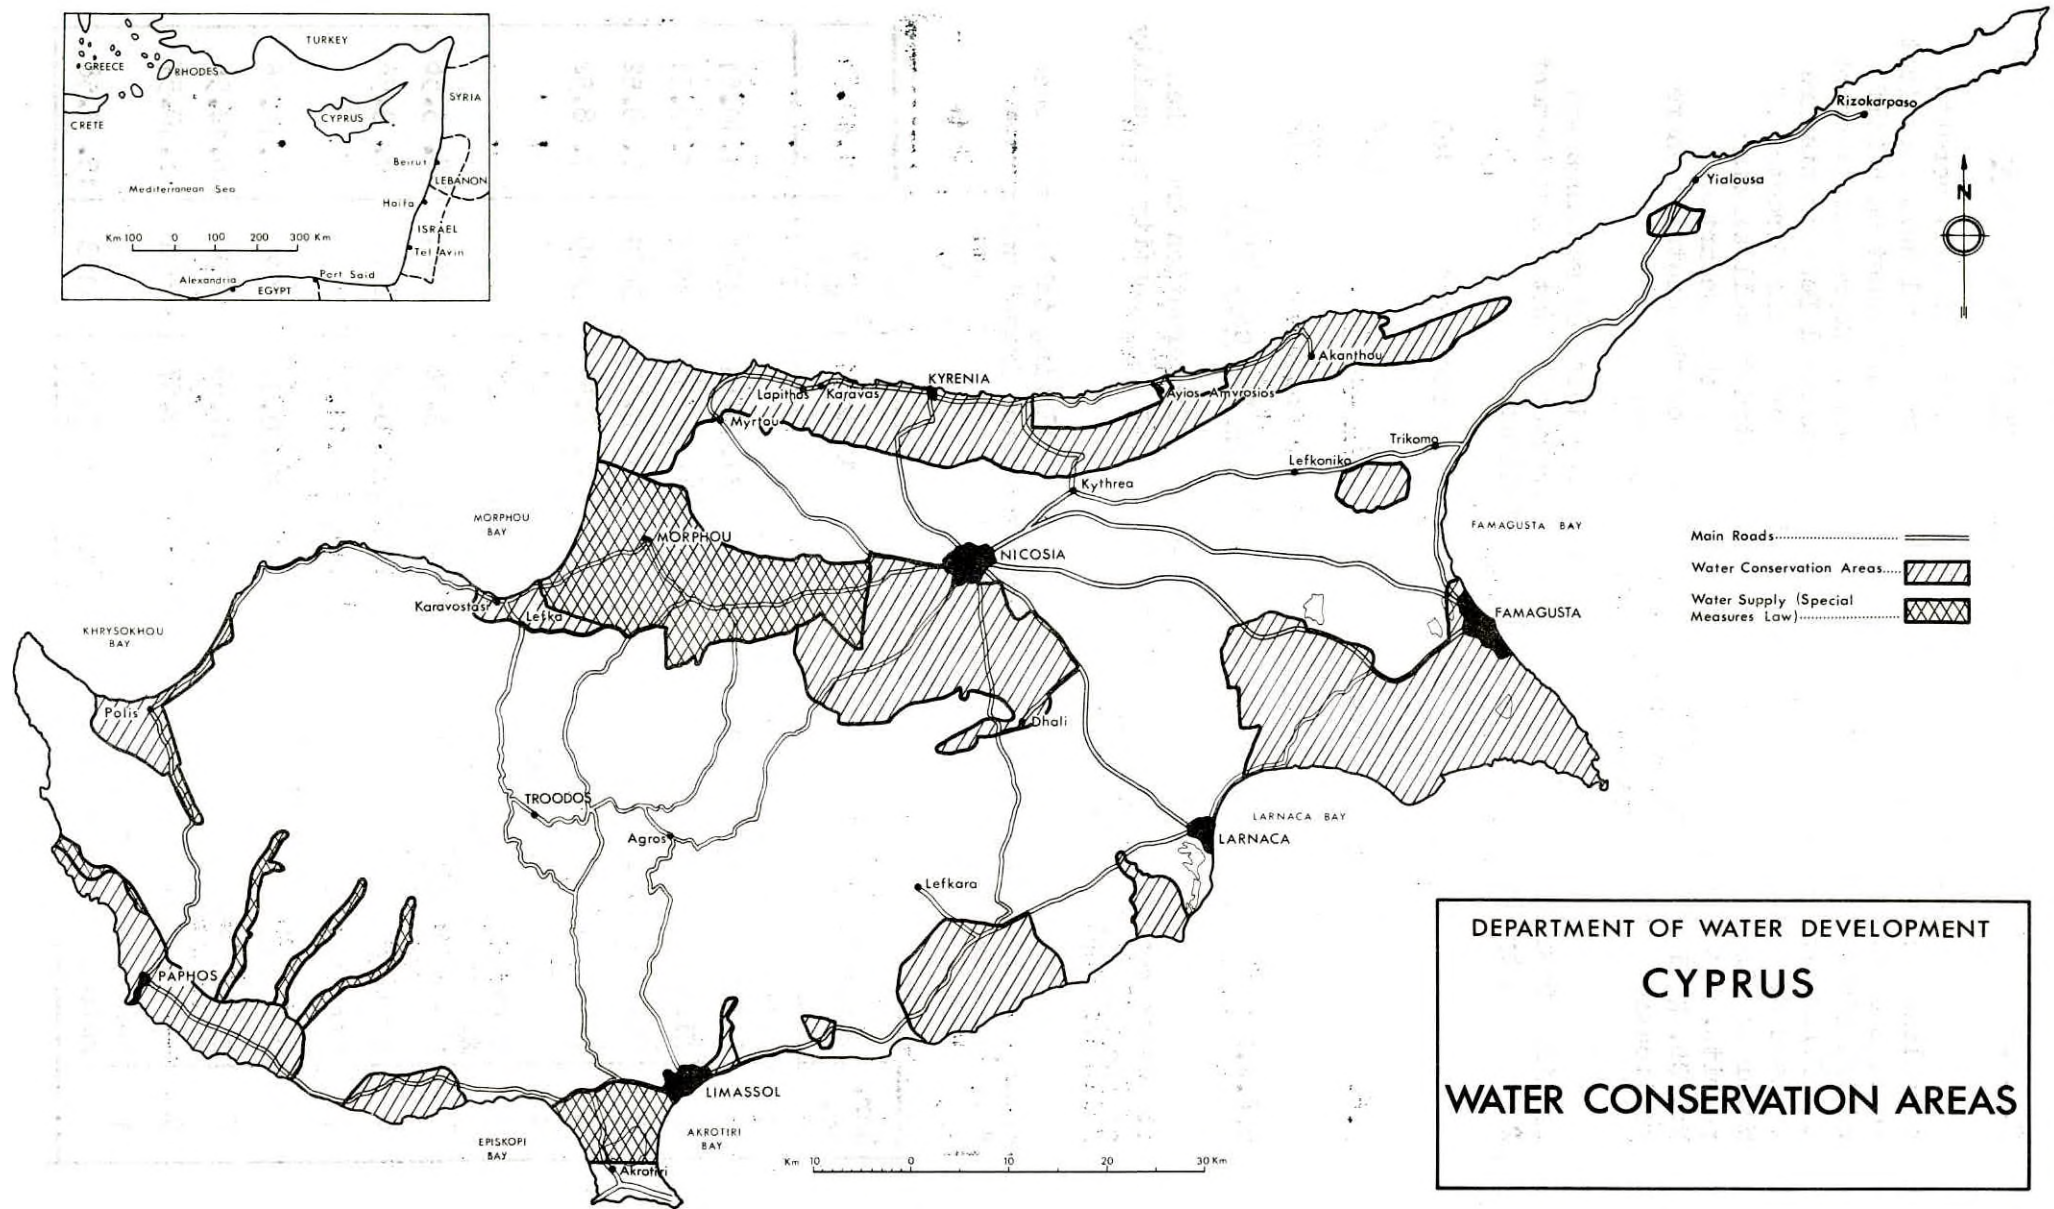 TURKEY
GREECE
RHODES
SYRIA
CYPRUS
CRETE
Beirut
LEBANON
Mediterranean Sea
Haifa
ISRAEL
Km 100 0 100 200 300 Km
Tel Avin
Port Said
Alexandria
EGYPT
Rizokarpaso
Yialousa
N
Akanthou
KYRENIA
Lapithos
Karavas
Ayios Amvrosios
Myrtou
Trikomo
Lefkoniko
Kythrea
MORPHOU
BAY
FAMAGUSTA BAY
MORPHOU
NICOSIA
Main Roads
Water Conservation Areas
Water Supply (Special
Measures Law)
Karavostasi
Lefka
FAMAGUSTA
KHRYSOKHOU
BAY
Polis
Dhali
TROODOS
LARNACA BAY
Agros
LARNACA
Lefkara
PAPHOS
LIMASSOL
EPISKOPI
BAY
AKROTIRI
BAY
Akrotiri
Km 10 0 10 20 30 Km
DEPARTMENT OF WATER DEVELOPMENT
CYPRUS
WATER CONSERVATION AREAS